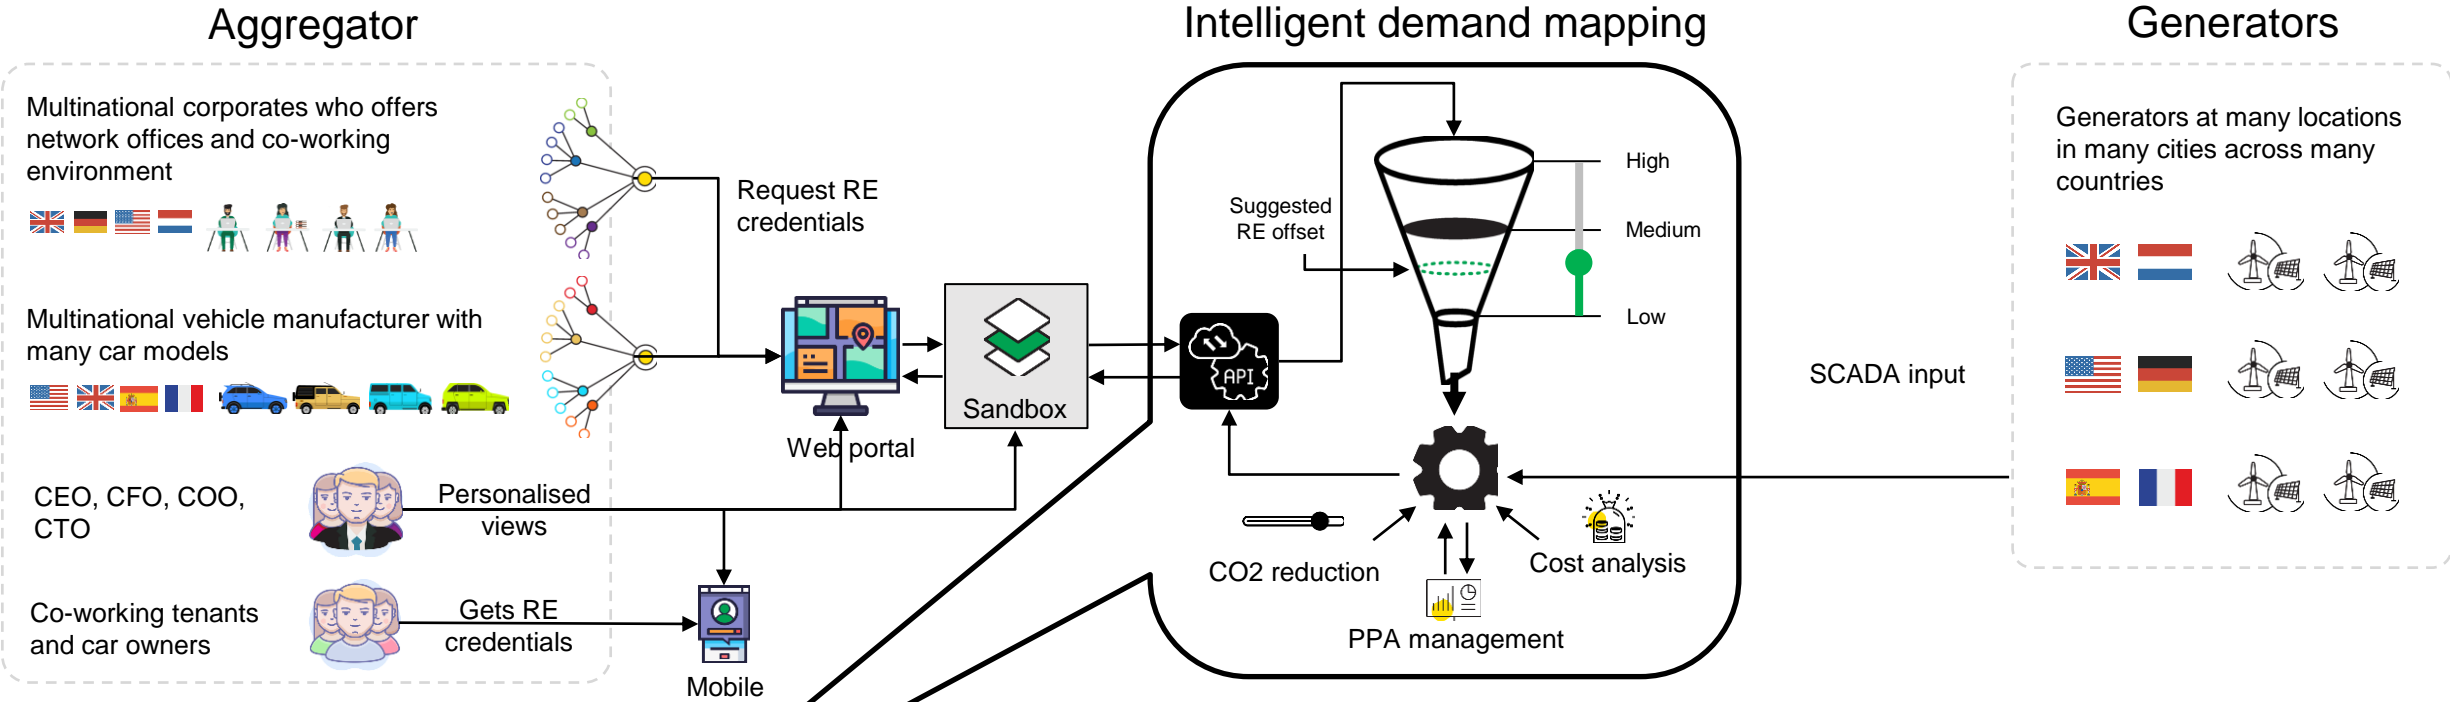 Aggregator
Intelligent demand mapping
Generators
Multinational corporates who offers
network offices and co-working
environment
Request RE
credentials
Multinational vehicle manufacturer with
many car models
CEO, CFO, COO,
CTO
Personalised
views
Co-working tenants
and car owners
Gets RE
credentials
Web portal
Mobile
Sandbox
API
Suggested
RE offset
High
Medium
Low
CO2 reduction
PPA management
Cost analysis
SCADA input
Generators at many locations
in many cities across many
countries